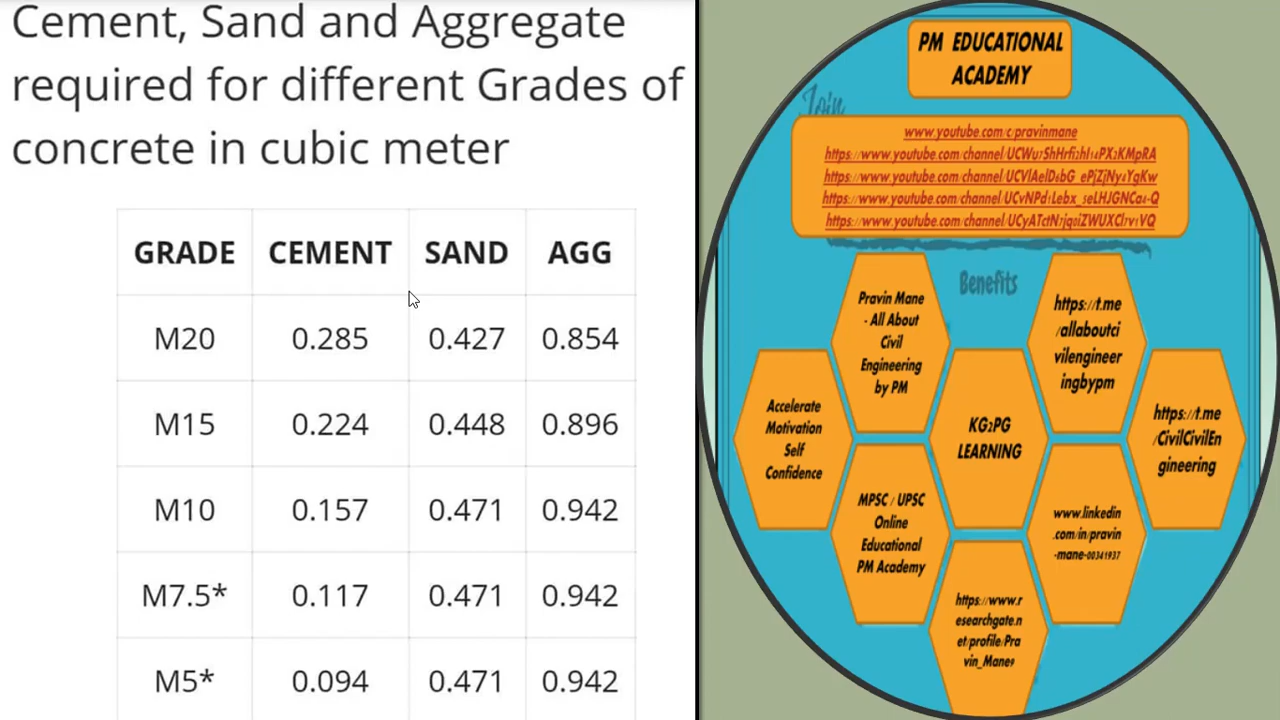 Cement, Sand and Aggregate
required for different Grades of
concrete in cubic meter
GRADE CEMENT SAND AGG
M20 0.285 0.427 0.854
M15 0.224 0.448 0.896
M10 0.157 0.471 0.942
M7.5* 0.117 0.471 0.942
M5* 0.094 0.471 0.942
PM EDUCATIONAL
ACADEMY
Join
www.youtube.com/c/pravinmane
Benefits
Pravin Mane
- All About
Civil
Engineering
by PM
https://t.me
/allaboutci
vilengineer
ingbypm
Accelerate
Motivation
Self
Confidence
KG2PG
LEARNING
https://t.me
/CivilCivilEn
gineering
MPSC / UPSC
Online
Educational
PM Academy
www.linkedin
.com/in/pravin
-mane-00341937
https://www.r
esearchgate.n
et/profile/Pra
vin_Mane9